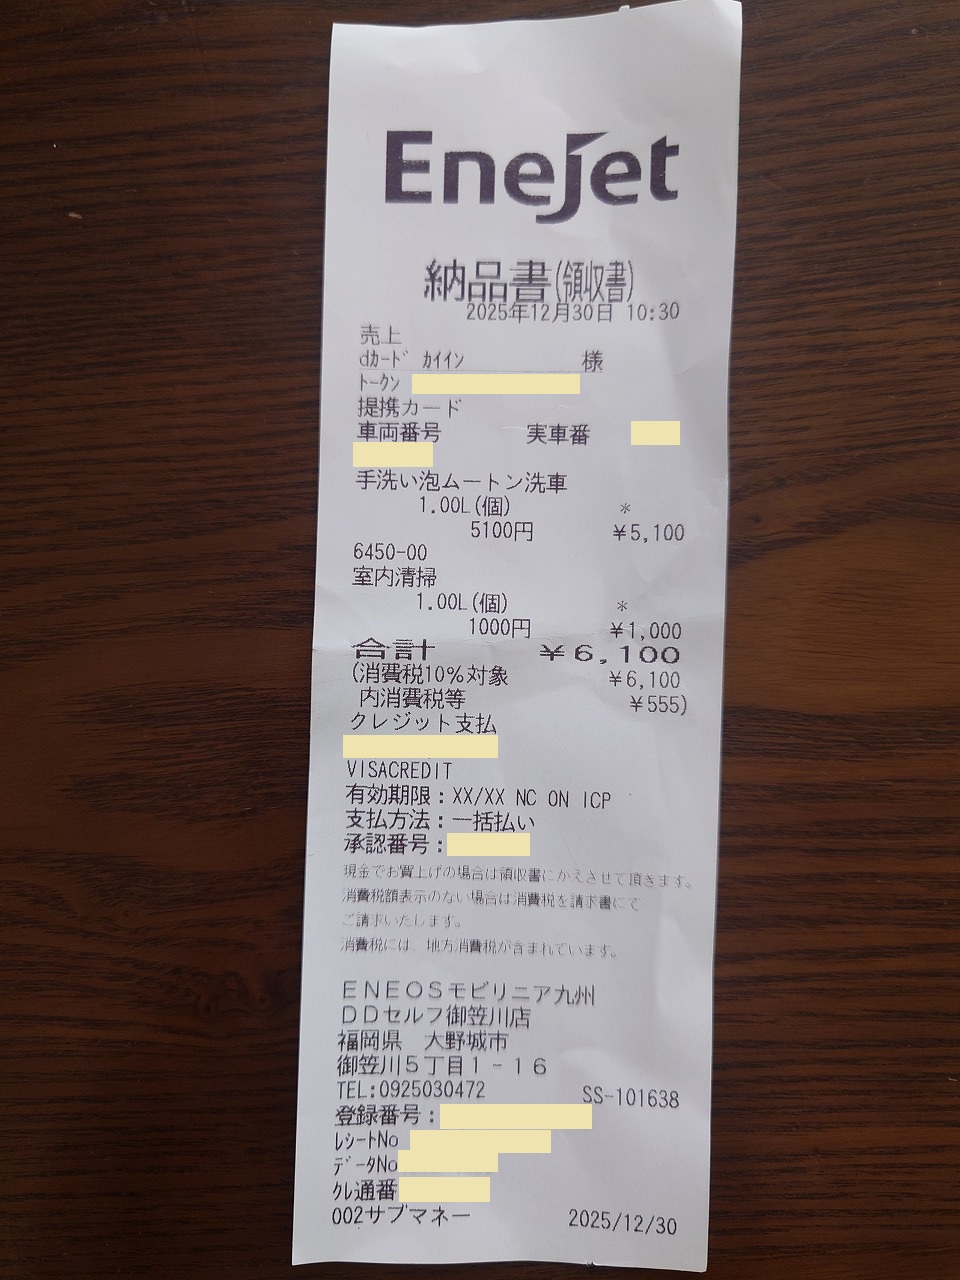 EneJet
納品書(領収書)
2025年12月30日 10:30
売上
dカード カイイン 様
トークン
提携カード
車両番号 実車番
手洗い泡ムートン洗車
1.00L(個) *
5100円 ¥5,100
6450-00
室内清掃
1.00L(個) *
1000円 ¥1,000
合計 ¥6,100
(消費税10%対象 ¥6,100
内消費税等 ¥555)
クレジット支払
VISACREDIT
有効期限:XX/XX NC ON ICP
支払方法:一括払い
承認番号:
現金でお買上げの場合は領収書にかえさせて頂きます。
消費税額表示のない場合は消費税を請求書にて
ご請求いたします。
消費税には、地方消費税が含まれています。
ENEOSモビリニア九州
DDセルフ御笠川店
福岡県 大野城市
御笠川5丁目1-16
TEL:0925030472 SS-101638
登録番号:
レシートNo
データNo
クレ通番
002サブマネー 2025/12/30